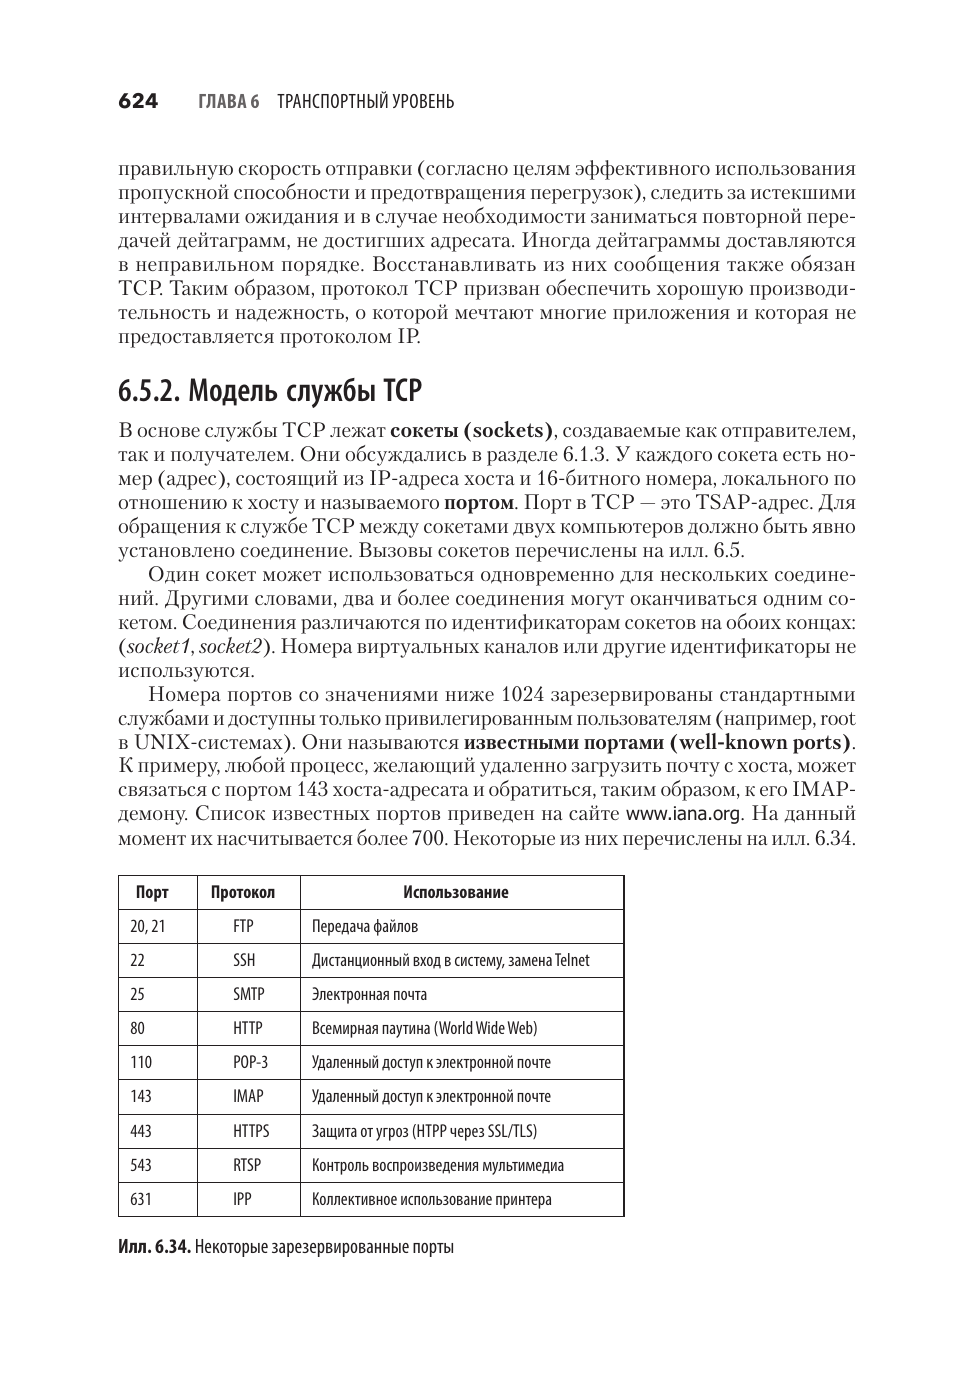 624 ГЛАВА 6 ТРАНСПОРТНЫЙ УРОВЕНЬ
правильную скорость отправки (согласно целям эффективного использования
пропускной способности и предотвращения перегрузок), следить за истекшими
интервалами ожидания и в случае необходимости заниматься повторной пере-
дачей дейтаграмм, не достигших адресата. Иногда дейтаграммы доставляются
в неправильном порядке. Восстанавливать из них сообщения также обязан
TCP. Таким образом, протокол TCP призван обеспечить хорошую производи-
тельность и надежность, о которой мечтают многие приложения и которая не
предоставляется протоколом IP.
6.5.2. Модель службы TCP
В основе службы TCP лежат сокеты (sockets), создаваемые как отправителем,
так и получателем. Они обсуждались в разделе 6.1.3. У каждого сокета есть но-
мер (адрес), состоящий из IP-адреса хоста и 16-битного номера, локального по
отношению к хосту и называемого портом. Порт в TCP — это TSAP-адрес. Для
обращения к службе TCP между сокетами двух компьютеров должно быть явно
установлено соединение. Вызовы сокетов перечислены на илл. 6.5.
Один сокет может использоваться одновременно для нескольких соедине-
ний. Другими словами, два и более соединения могут оканчиваться одним со-
кетом. Соединения различаются по идентификаторам сокетов на обоих концах:
(socket1, socket2). Номера виртуальных каналов или другие идентификаторы не
используются.
Номера портов со значениями ниже 1024 зарезервированы стандартными
службами и доступны только привилегированным пользователям (например, root
в UNIX-системах). Они называются известными портами (well-known ports).
К примеру, любой процесс, желающий удаленно загрузить почту с хоста, может
связаться с портом 143 хоста-адресата и обратиться, таким образом, к его IMAP-
демону. Список известных портов приведен на сайте www.iana.org. На данный
момент их насчитывается более 700. Некоторые из них перечислены на илл. 6.34.
Порт Протокол Использование
20, 21 FTP Передача файлов
22 SSH Дистанционный вход в систему, замена Telnet
25 SMTP Электронная почта
80 HTTP Всемирная паутина (World Wide Web)
110 POP-3 Удаленный доступ к электронной почте
143 IMAP Удаленный доступ к электронной почте
443 HTTPS Защита от угроз (HTPP через SSL/TLS)
543 RTSP Контроль воспроизведения мультимедиа
631 IPP Коллективное использование принтера
Илл. 6.34. Некоторые зарезервированные порты